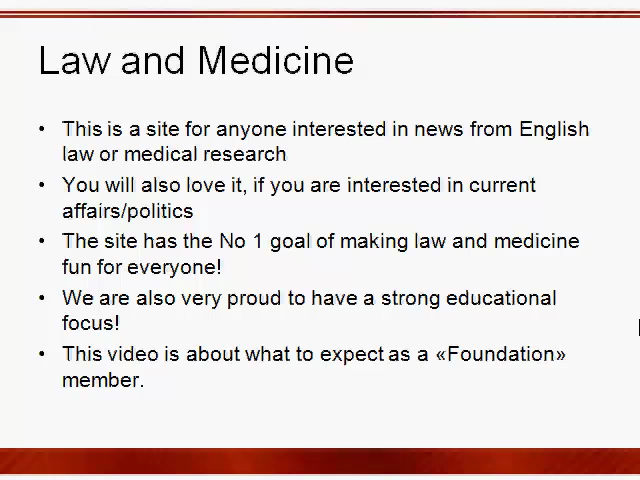 Law and Medicine
• This is a site for anyone interested in news from English
law or medical research
• You will also love it, if you are interested in current
affairs/politics
• The site has the No 1 goal of making law and medicine
fun for everyone!
• We are also very proud to have a strong educational
focus!
• This video is about what to expect as a «Foundation»
member.